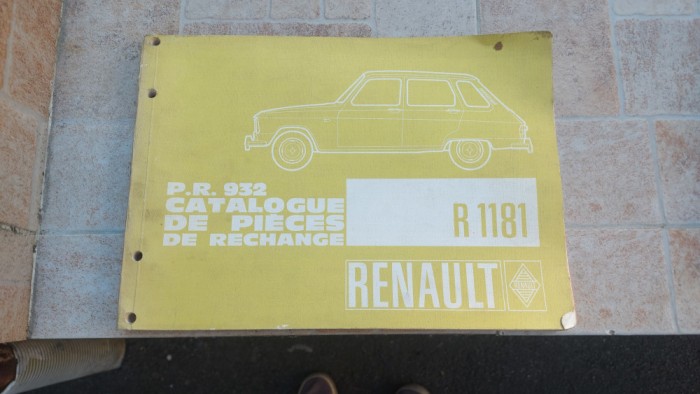 P.R. 932
CATALOGUE
DE PIÈCES
DE RECHANGE
R 1181
RENAULT